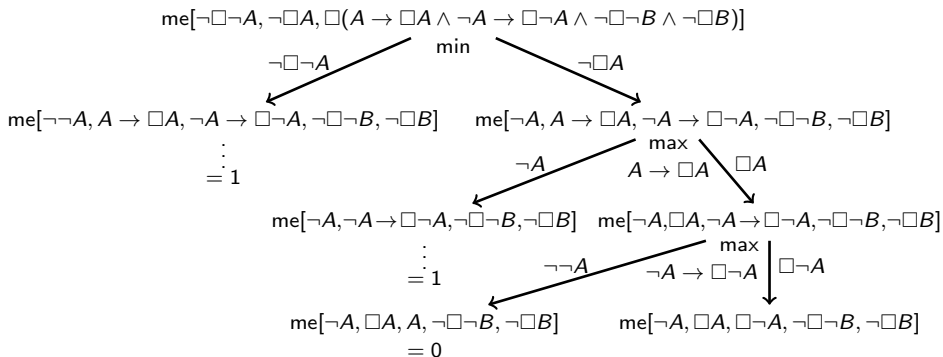 me[¬□¬A, ¬□A, □(A → □A ∧ ¬A → □¬A ∧ ¬□¬B ∧ ¬□B)]
min
¬□¬A ¬□A
me[¬¬A, A → □A, ¬A → □¬A, ¬□¬B, ¬□B] me[¬A, A → □A, ¬A → □¬A, ¬□¬B, ¬□B]
⋮ max
= 1 ¬A A → □A □A
me[¬A, ¬A → □¬A, ¬□¬B, ¬□B] me[¬A, □A, ¬A → □¬A, ¬□¬B, ¬□B]
⋮ max
= 1 ¬¬A ¬A → □¬A □¬A
me[¬A, □A, A, ¬□¬B, ¬□B] me[¬A, □A, □¬A, ¬□¬B, ¬□B]
= 0